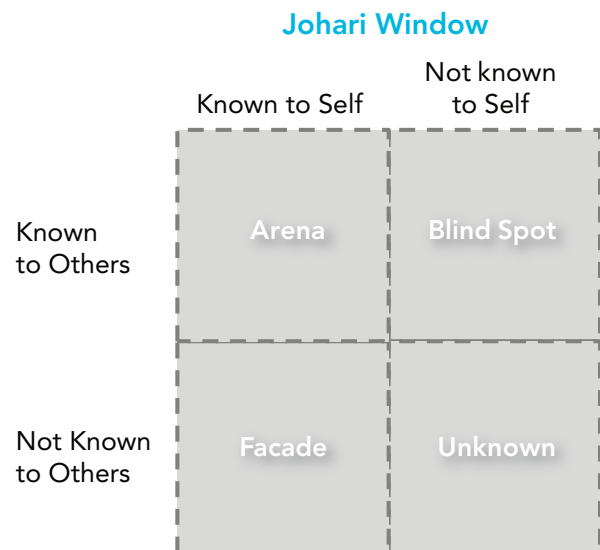 Johari Window
Known to Self
Not known
to Self
Known
to Others
Arena
Blind Spot
Not Known
to Others
Facade
Unknown